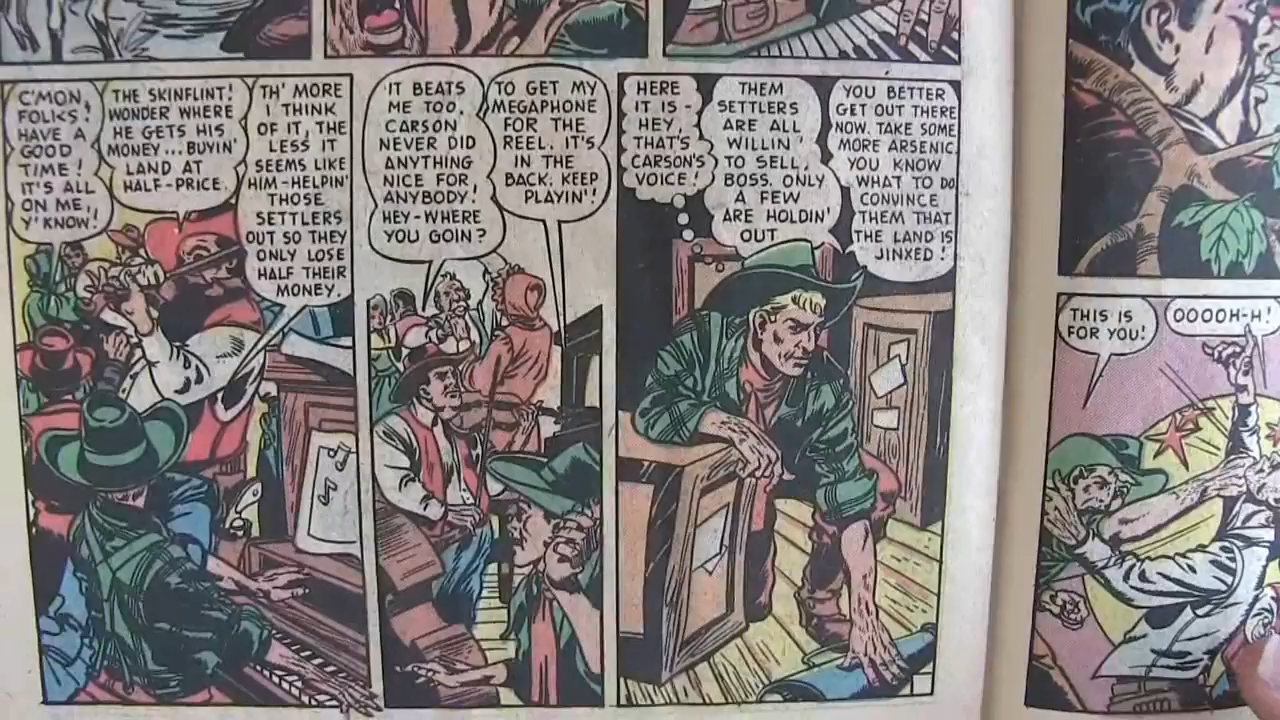 C'MON,
FOLKS!
HAVE A
GOOD
TIME!
IT'S ALL
ON ME,
Y'KNOW!
THE SKINFLINT!
WONDER WHERE
HE GETS HIS
MONEY...BUYIN'
LAND AT
HALF-PRICE.
TH' MORE
I THINK
OF IT, THE
LESS IT
SEEMS LIKE
HIM-HELPIN'
THOSE
SETTLERS
OUT SO THEY
ONLY LOSE
HALF THEIR
MONEY.
IT BEATS
ME TOO.
CARSON
NEVER DID
ANYTHING
NICE FOR
ANYBODY!
HEY-WHERE
YOU GOIN?
TO GET MY
MEGAPHONE
FOR THE
REEL. IT'S
IN THE
BACK. KEEP
PLAYIN'!
HERE
IT IS-
HEY,
THAT'S
CARSON'S
VOICE!
THEM
SETTLERS
ARE ALL
WILLIN'
TO SELL,
BOSS. ONLY
A FEW
ARE HOLDIN'
OUT
YOU BETTER
GET OUT THERE
NOW. TAKE SOME
MORE ARSENIC.
YOU KNOW
WHAT TO DO,
CONVINCE
THEM THAT
THE LAND IS
JINXED!
THIS IS
FOR YOU!
OOOOH-H!